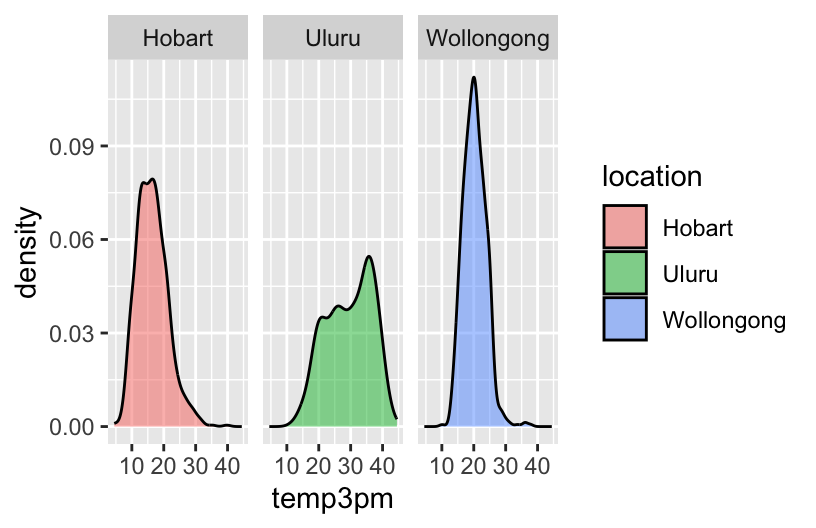 Hobart Uluru Wollongong
0.09
0.06
0.03
0.00
density
10 20 30 40 10 20 30 40 10 20 30 40
temp3pm
location
Hobart
Uluru
Wollongong